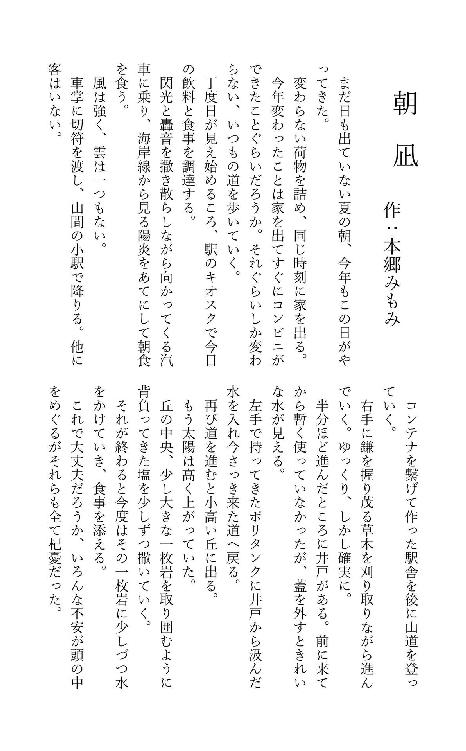 朝凪
作：本郷みもみ
まだ日も出ていない夏の朝、今年もこの日がや
ってきた。
変わらない荷物を詰め、同じ時刻に家を出る。
今年変わったことは家を出てすぐにコンビニが
できたことぐらいだろうか。それぐらいしか変わ
らない、いつもの道を歩いていく。
丁度日が見え始めるころ、駅のキオスクで今日
の飲料と食事を調達する。
閃光と轟音を撒き散らしながら向かってくる汽
車に乗り、海岸線から見る陽炎をあてにして朝食
を食う。
風は強く、雲は一つもない。
車掌に切符を渡し、山間の小駅で降りる。他に
客はいない。
コンテナを繋げて作った駅舎を後に山道を登っ
ていく。
右手に鎌を握り茂る草木を刈り取りながら進ん
でいく。ゆっくり、しかし確実に。
半分ほど進んだところに井戸がある。前に来て
から暫く使っていなかったが、蓋を外すときれい
な水が見える。
左手で持ってきたポリタンクに井戸から汲んだ
水を入れ今さっき来た道へ戻る。
再び道を進むと小高い丘に出る。
もう太陽は高く上がっていた。
丘の中央、少し大きな一枚岩を取り囲むように
背負ってきた塩を少しずつ撒いていく。
それが終わると今度はその一枚岩に少しづつ水
をかけていき、食事を添える。
これで大丈夫だろうか、いろんな不安が頭の中
をめぐるがそれらも全て杞憂だった。